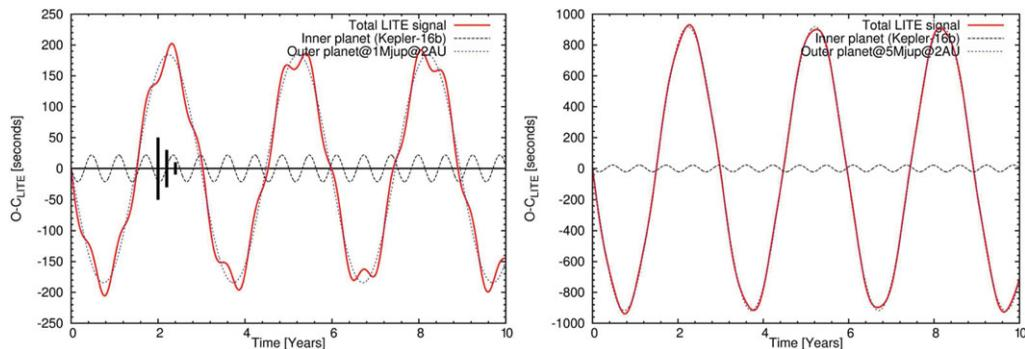 250
200
150
100
50
0
-50
-100
-150
-200
-250
O-C_LITE [seconds]
0 2 4 6 8 10
Time [Years]
Total LITE signal
Inner planet (Kepler-16b)
Outer planet@1Mjup@2AU
1000
800
600
400
200
0
-200
-400
-600
-800
-1000
O-C_LITE [seconds]
0 2 4 6 8 10
Time [Years]
Total LITE signal
Inner planet (Kepler-16b)
Outer planet@5Mjup@2AU